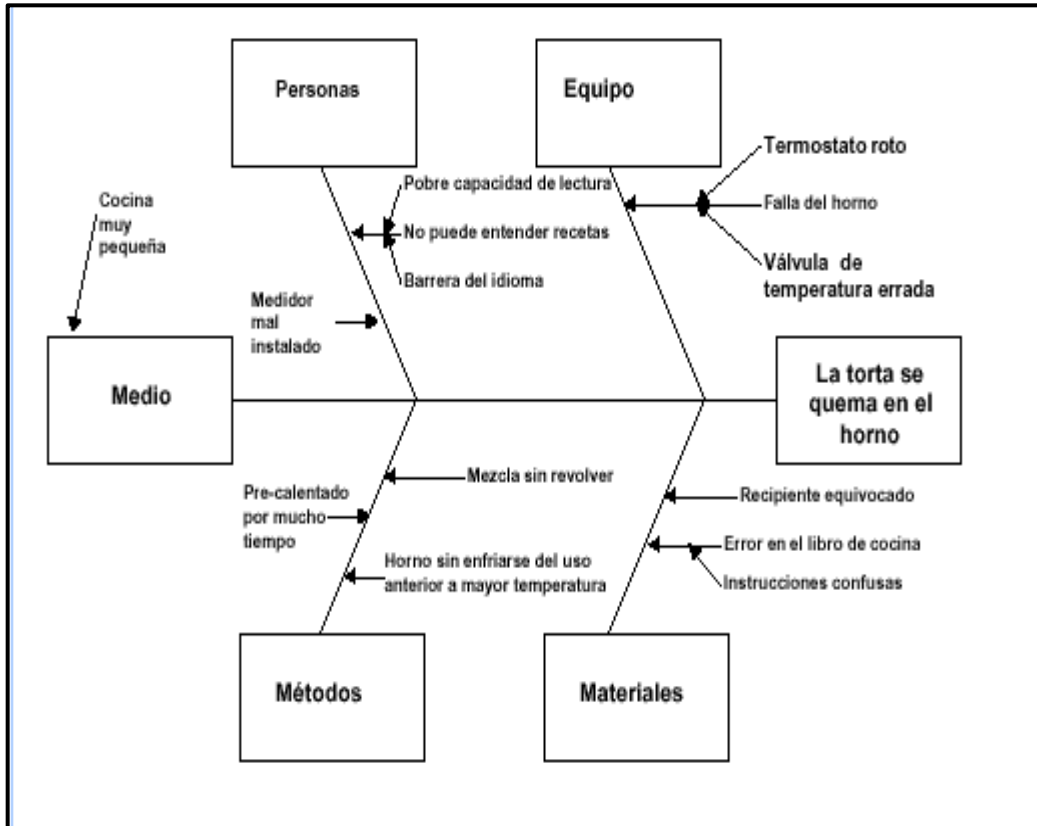 Personas
Equipo
Cocina
muy
pequeña
Pobre capacidad de lectura
No puede entender recetas
Barrera del idioma
Medidor
mal
instalado
Termostato roto
Falla del horno
Válvula de
temperatura errada
Medio
La torta se
quema en el
horno
Mezcla sin revolver
Pre-calentado
por mucho
tiempo
Horno sin enfriarse del uso
anterior a mayor temperatura
Recipiente equivocado
Error en el libro de cocina
Instrucciones confusas
Métodos
Materiales